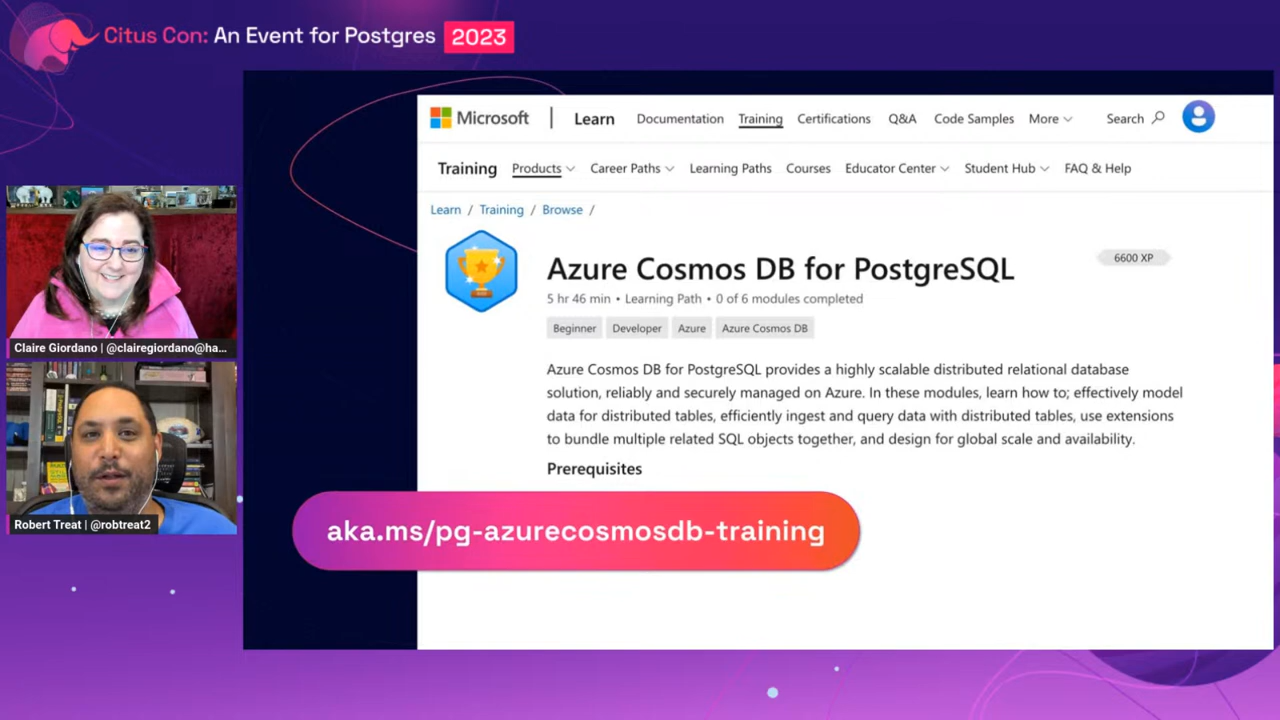 Citus Con: An Event for Postgres 2023
Microsoft | Learn Documentation Training Certifications Q&A Code Samples More Search
Training Products Career Paths Learning Paths Courses Educator Center Student Hub FAQ & Help
Learn / Training / Browse /
Azure Cosmos DB for PostgreSQL
6600 XP
5 hr 46 min • Learning Path • 0 of 6 modules completed
Beginner Developer Azure Azure Cosmos DB
Azure Cosmos DB for PostgreSQL provides a highly scalable distributed relational database
solution, reliably and securely managed on Azure. In these modules, learn how to; effectively model
data for distributed tables, efficiently ingest and query data with distributed tables, use extensions
to bundle multiple related SQL objects together, and design for global scale and availability.
Prerequisites
aka.ms/pg-azurecosmosdb-training
Claire Giordano | @clairegiordano@ha...
Robert Treat | @robtreat2